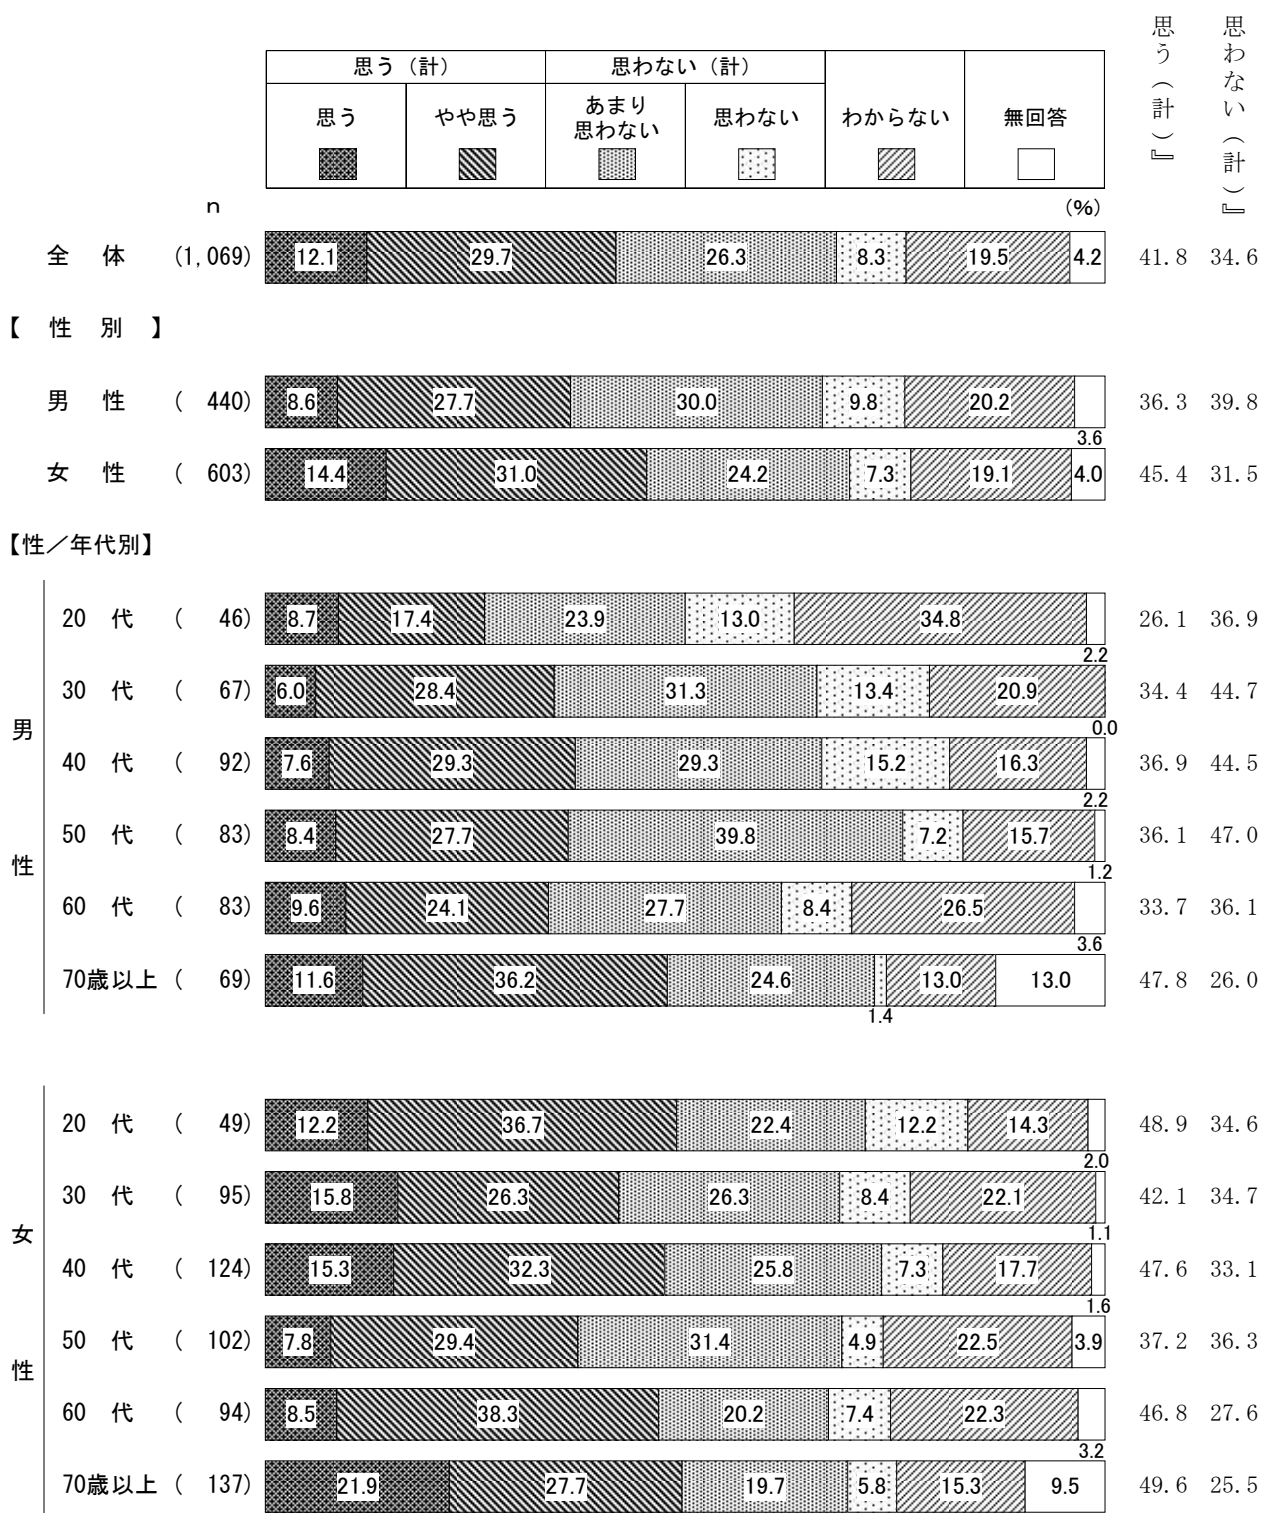 思う（計）』
思わない（計）』
思う（計） 思わない（計）
思う やや思う あまり思わない 思わない わからない 無回答
n (%)
全 体 (1,069) 12.1 29.7 26.3 8.3 19.5 4.2 41.8 34.6
【 性 別 】
男 性 ( 440) 8.6 27.7 30.0 9.8 20.2 3.6 36.3 39.8
女 性 ( 603) 14.4 31.0 24.2 7.3 19.1 4.0 45.4 31.5
【性／年代別】
男性
20 代 ( 46) 8.7 17.4 23.9 13.0 34.8 2.2 26.1 36.9
30 代 ( 67) 6.0 28.4 31.3 13.4 20.9 0.0 34.4 44.7
40 代 ( 92) 7.6 29.3 29.3 15.2 16.3 2.2 36.9 44.5
50 代 ( 83) 8.4 27.7 39.8 7.2 15.7 1.2 36.1 47.0
60 代 ( 83) 9.6 24.1 27.7 8.4 26.5 3.6 33.7 36.1
70歳以上 ( 69) 11.6 36.2 24.6 1.4 13.0 13.0 47.8 26.0
女性
20 代 ( 49) 12.2 36.7 22.4 12.2 14.3 2.0 48.9 34.6
30 代 ( 95) 15.8 26.3 26.3 8.4 22.1 1.1 42.1 34.7
40 代 ( 124) 15.3 32.3 25.8 7.3 17.7 1.6 47.6 33.1
50 代 ( 102) 7.8 29.4 31.4 4.9 22.5 3.9 37.2 36.3
60 代 ( 94) 8.5 38.3 20.2 7.4 22.3 3.2 46.8 27.6
70歳以上 ( 137) 21.9 27.7 19.7 5.8 15.3 9.5 49.6 25.5